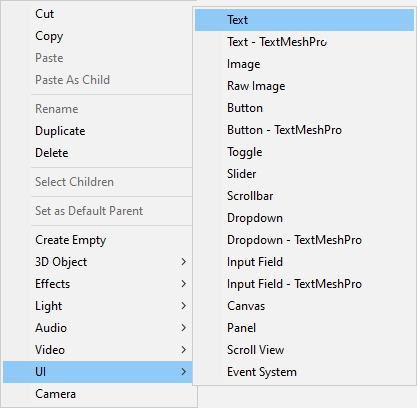 Cut
Copy
Paste
Paste As Child
Rename
Duplicate
Delete
Select Children
Set as Default Parent
Create Empty
3D Object
Effects
Light
Audio
Video
UI
Camera
Text
Text - TextMeshPro
Image
Raw Image
Button
Button - TextMeshPro
Toggle
Slider
Scrollbar
Dropdown
Dropdown - TextMeshPro
Input Field
Input Field - TextMeshPro
Canvas
Panel
Scroll View
Event System